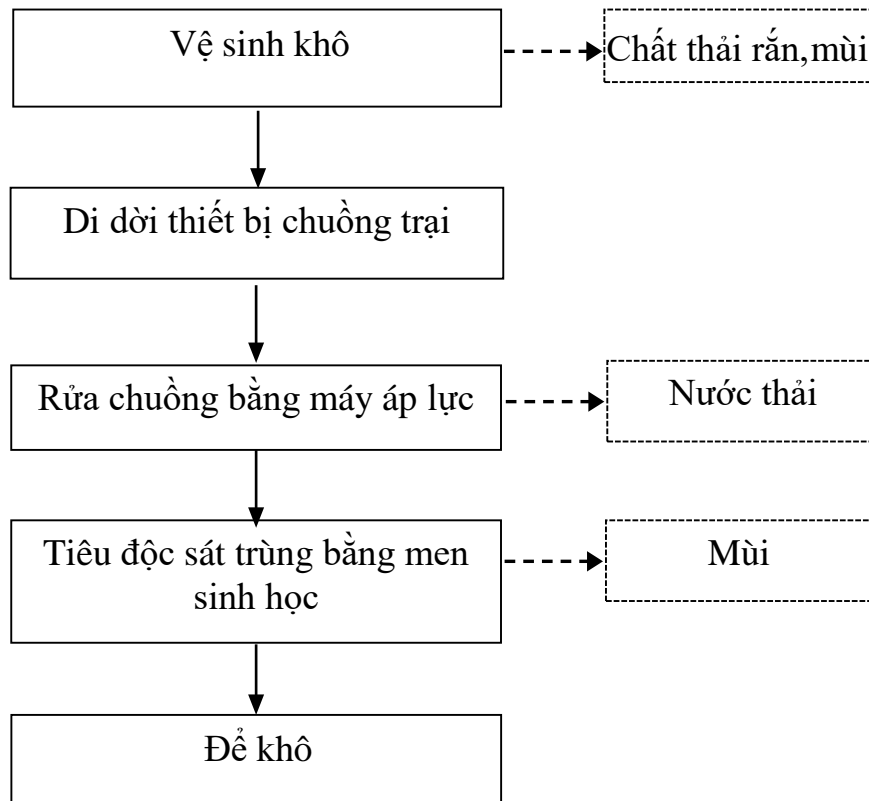 Vệ sinh khô
Chất thải rắn,mùi
Di dời thiết bị chuồng trại
Rửa chuồng bằng máy áp lực
Nước thải
Tiêu độc sát trùng bằng men
sinh học
Mùi
Để khô